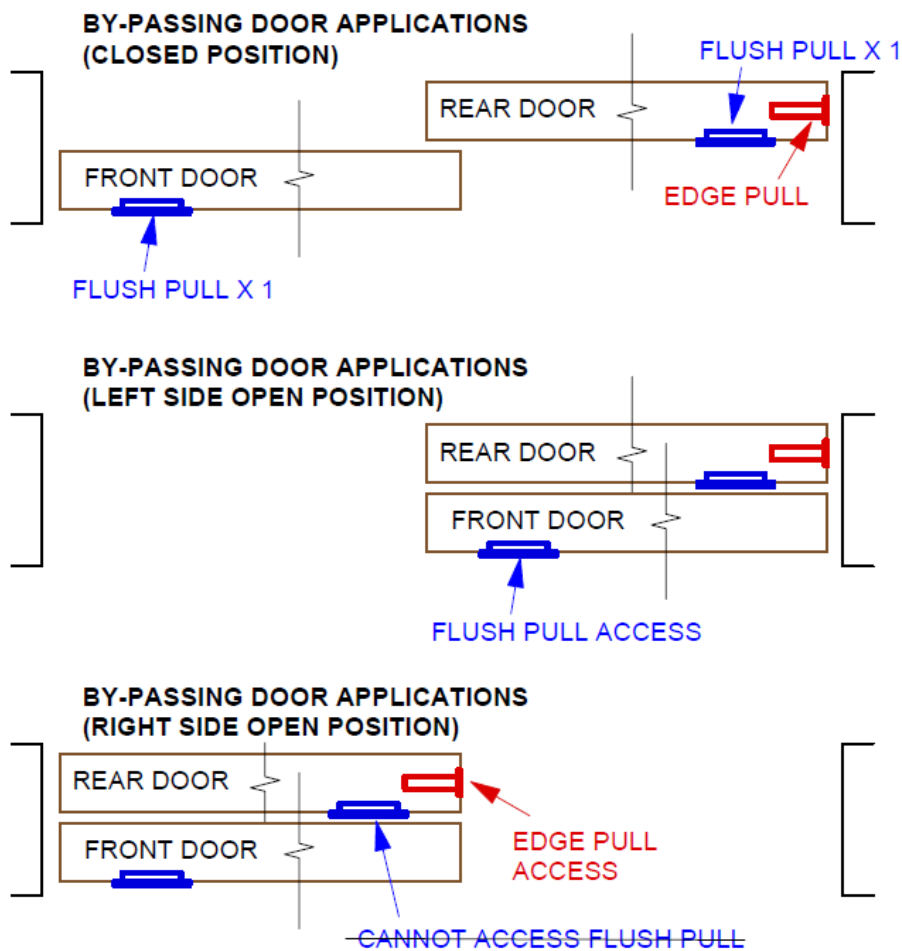 BY-PASSING DOOR APPLICATIONS
(CLOSED POSITION)
FLUSH PULL X 1
REAR DOOR
EDGE PULL
FRONT DOOR
FLUSH PULL X 1
BY-PASSING DOOR APPLICATIONS
(LEFT SIDE OPEN POSITION)
REAR DOOR
FRONT DOOR
FLUSH PULL ACCESS
BY-PASSING DOOR APPLICATIONS
(RIGHT SIDE OPEN POSITION)
REAR DOOR
FRONT DOOR
EDGE PULL
ACCESS
CANNOT ACCESS FLUSH PULL